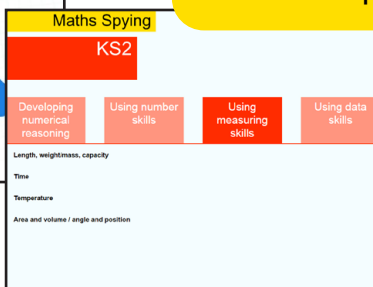 Maths Spying
KS2
Developing
numerical
reasoning
Using number
skills
Using
measuring
skills
Using data
skills
Length, weight/mass, capacity
Time
Temperature
Area and volume / angle and position